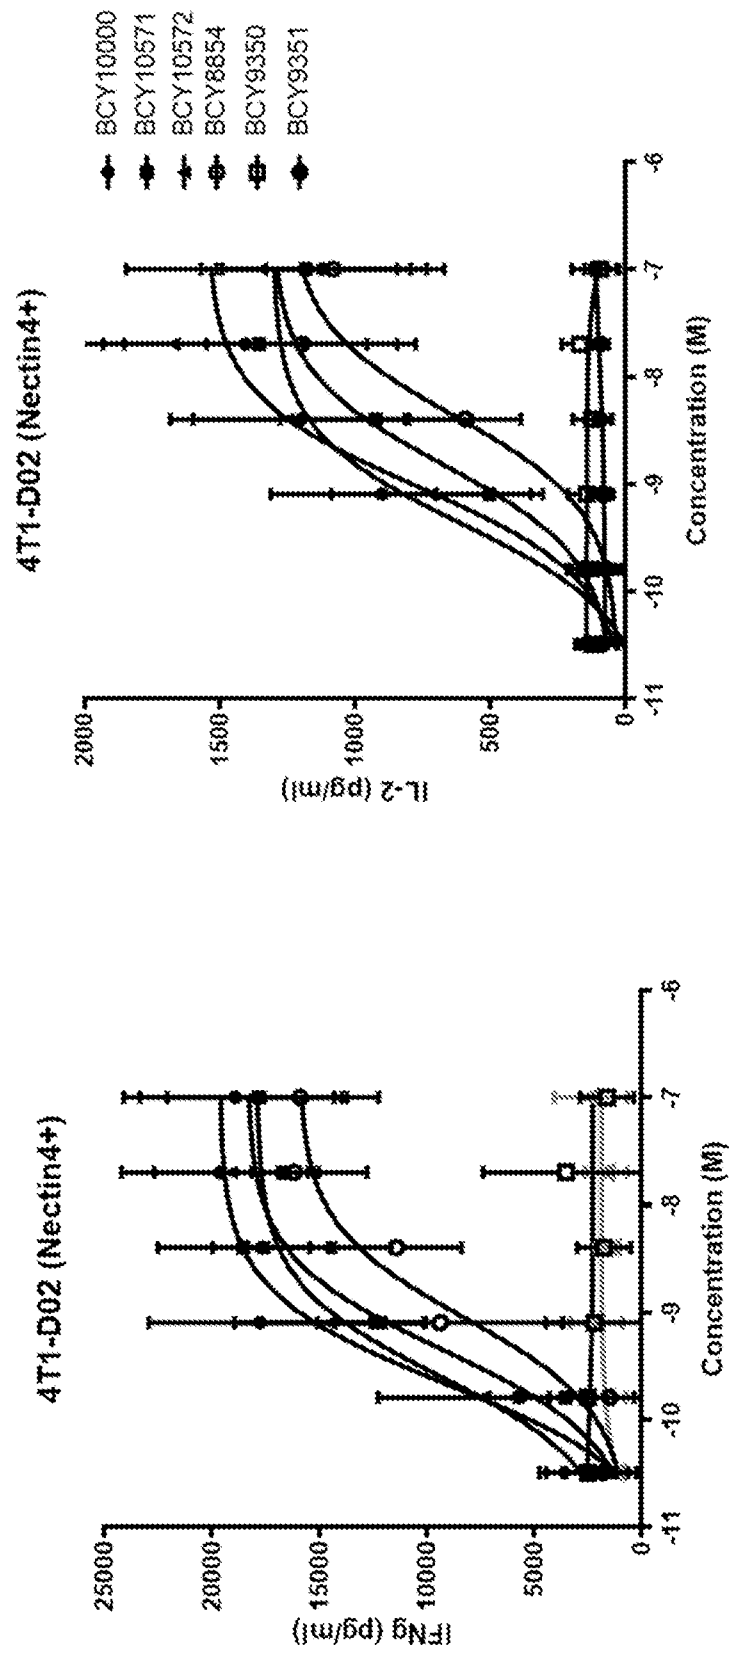 4T1-D02 (Nectin4+)
IFNg (pg/ml)
25000
20000
15000
10000
5000
0
-11
-10
-9
-8
-7
-6
Concentration (M)
4T1-D02 (Nectin4+)
IL-2 (pg/ml)
2000
1500
1000
500
0
-11
-10
-9
-8
-7
-6
Concentration (M)
BCY10000
BCY10571
BCY10572
BCY8854
BCY9350
BCY9351